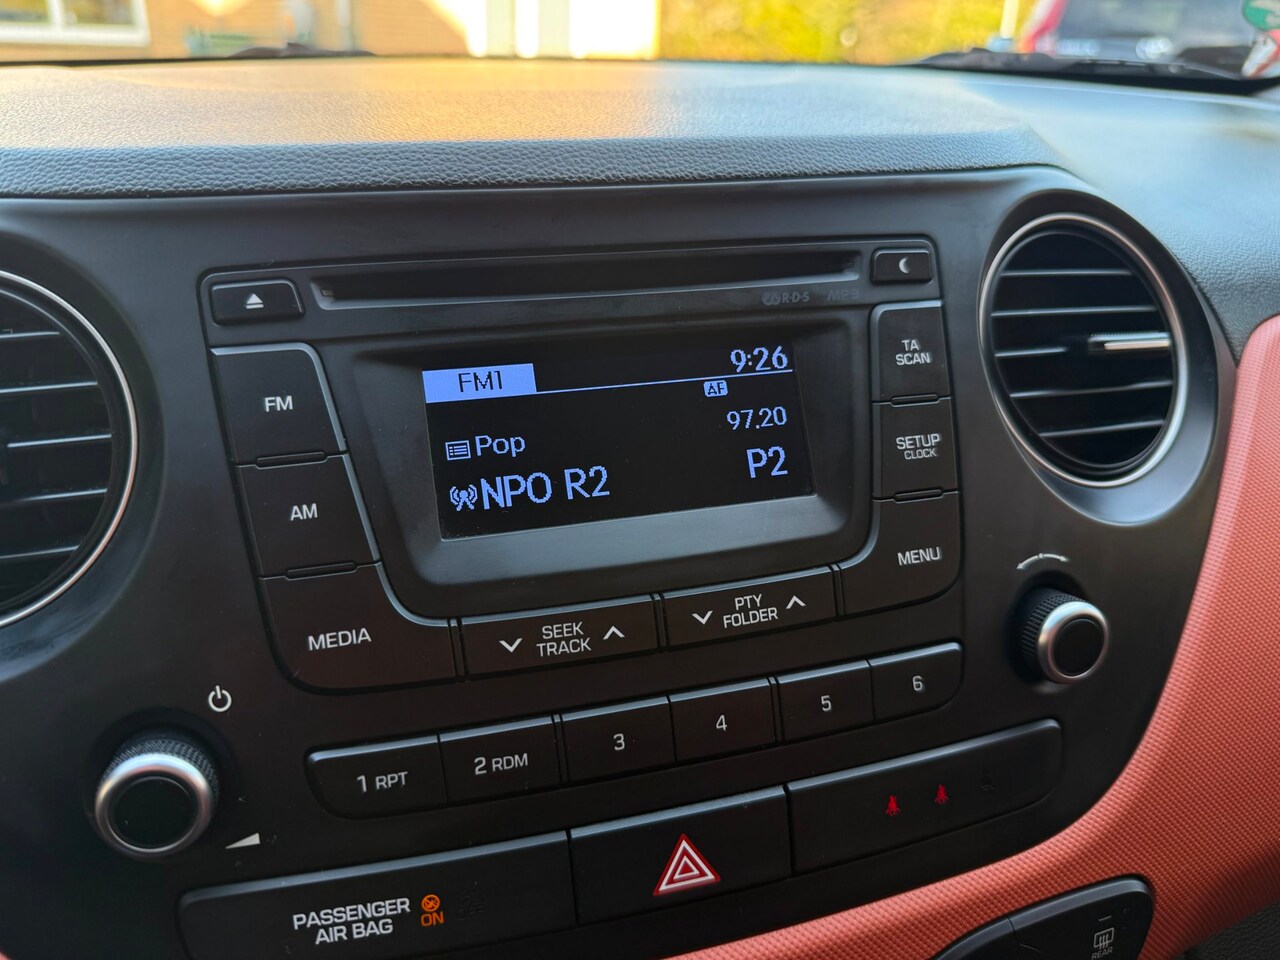 R·D·S MP3
TA
SCAN
FM1
9:26
AF
97.20
Pop
NPO R2
P2
FM
AM
MEDIA
SETUP
CLOCK
MENU
SEEK
TRACK
PTY
FOLDER
1 RPT
2 RDM
3
4
5
6
PASSENGER
AIR BAG
ON
REAR